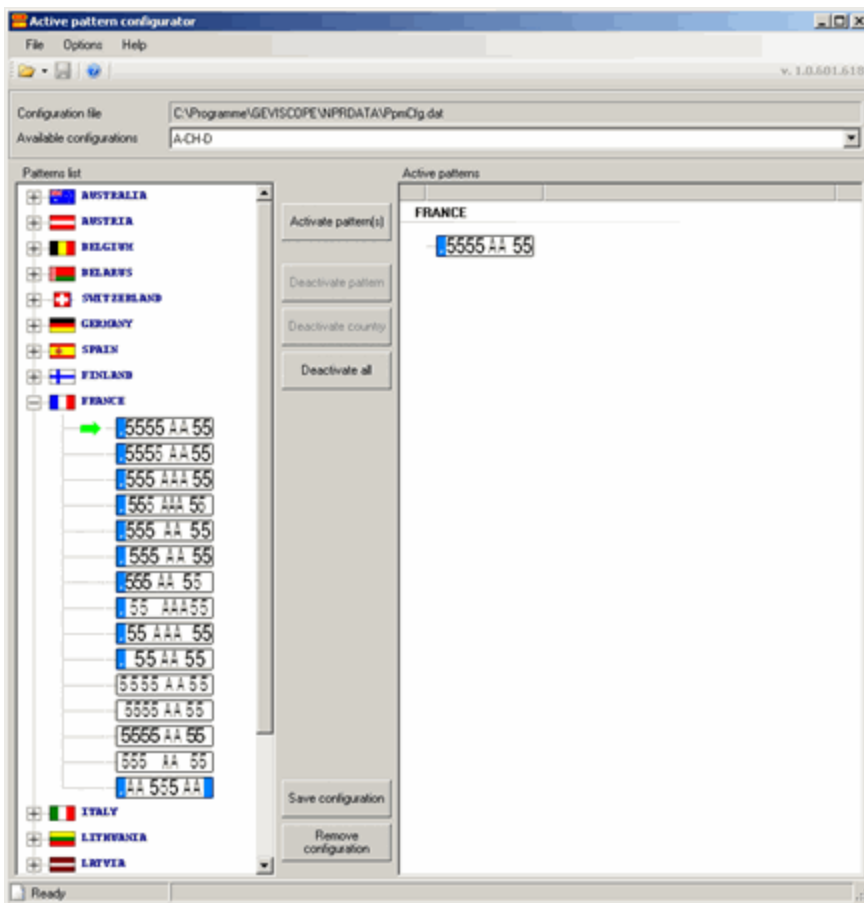 Active pattern configurator
File Options Help
v. 1.0.601.618
Configuration file C:\Programme\GEVISCOPE\NPRDATA\PpmCfg.dat
Available configurations A-CH-D
Patterns list
Active patterns
AUSTRALIA
AUSTRIA
BELGIUM
BELARUS
SWITZERLAND
GERMANY
SPAIN
FINLAND
FRANCE
.5555 AA 55
.5555 AA 55
.555 AAA 55
.555 AAA 55
.555 AA 55
.555 AA 55
.555 AA 55
.55 AAA55
.55 AAA 55
.55 AA 55
5555 AA 55
5555 AA 55
5555 AA 55
555 AA 55
.AA 555 AA
ITALY
LITHVANIA
LATVIA
Activate pattern(s)
Deactivate pattern
Deactivate country
Deactivate all
Save configuration
Remove
configuration
FRANCE
.5555 AA 55
Ready